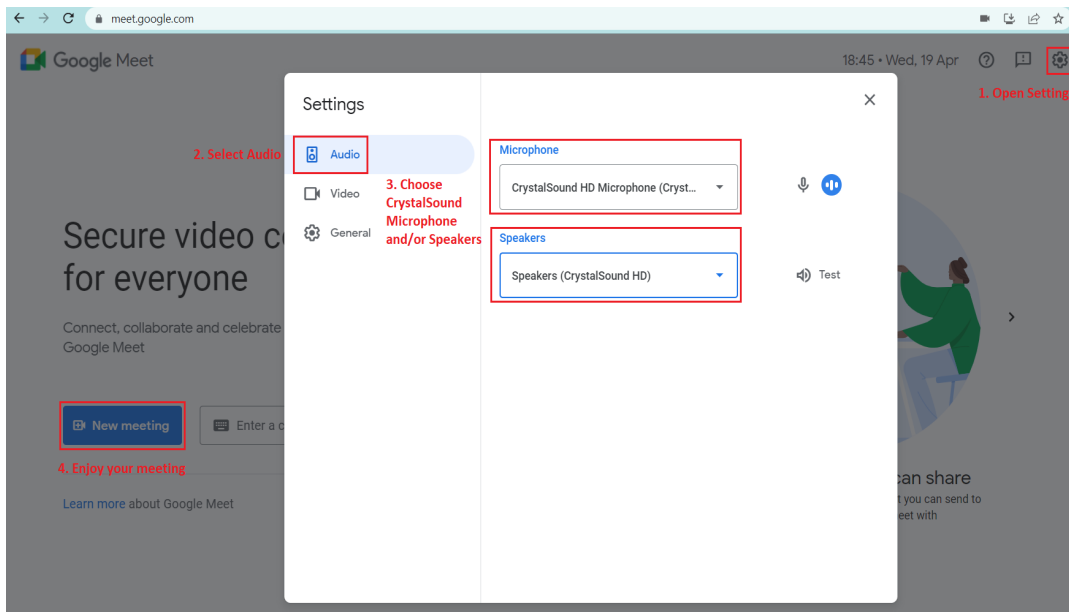 meet.google.com
Google Meet
18:45 • Wed, 19 Apr
1. Open Setting
Settings
2. Select Audio
Audio
Video
General
3. Choose
CrystalSound
Microphone
and/or Speakers
Microphone
CrystalSound HD Microphone (Cryst...
Speakers
Speakers (CrystalSound HD)
Test
Secure video c
for everyone
Connect, collaborate and celebrate
Google Meet
New meeting
Enter a c
4. Enjoy your meeting
Learn more about Google Meet
can share
t you can send to
eet with